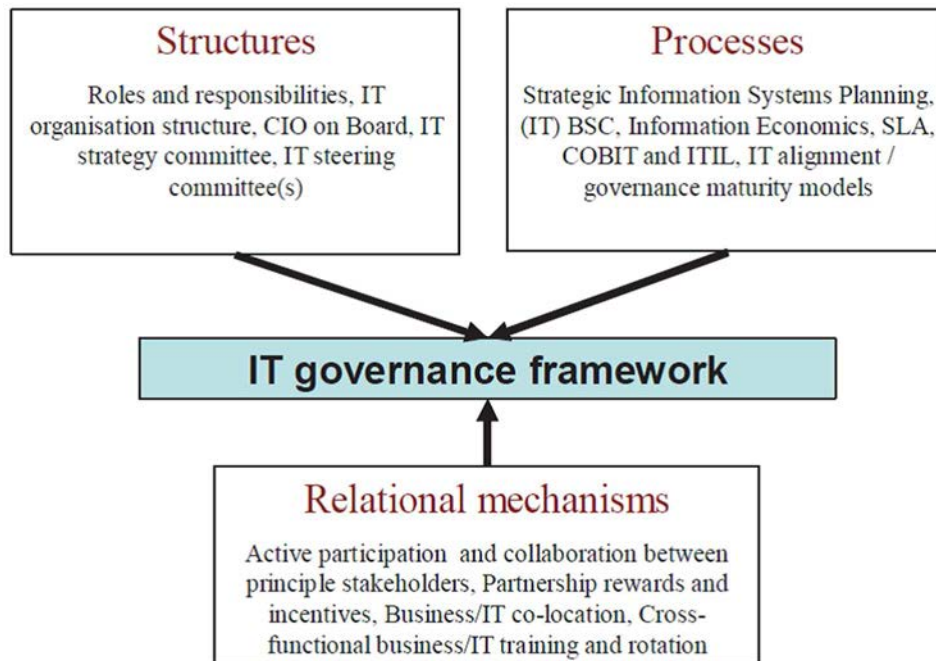 Structures
Roles and responsibilities, IT
organisation structure, CIO on Board, IT
strategy committee, IT steering
committee(s)
Processes
Strategic Information Systems Planning,
(IT) BSC, Information Economics, SLA,
COBIT and ITIL, IT alignment /
governance maturity models
IT governance framework
Relational mechanisms
Active participation and collaboration between
principle stakeholders, Partnership rewards and
incentives, Business/IT co-location, Cross-
functional business/IT training and rotation